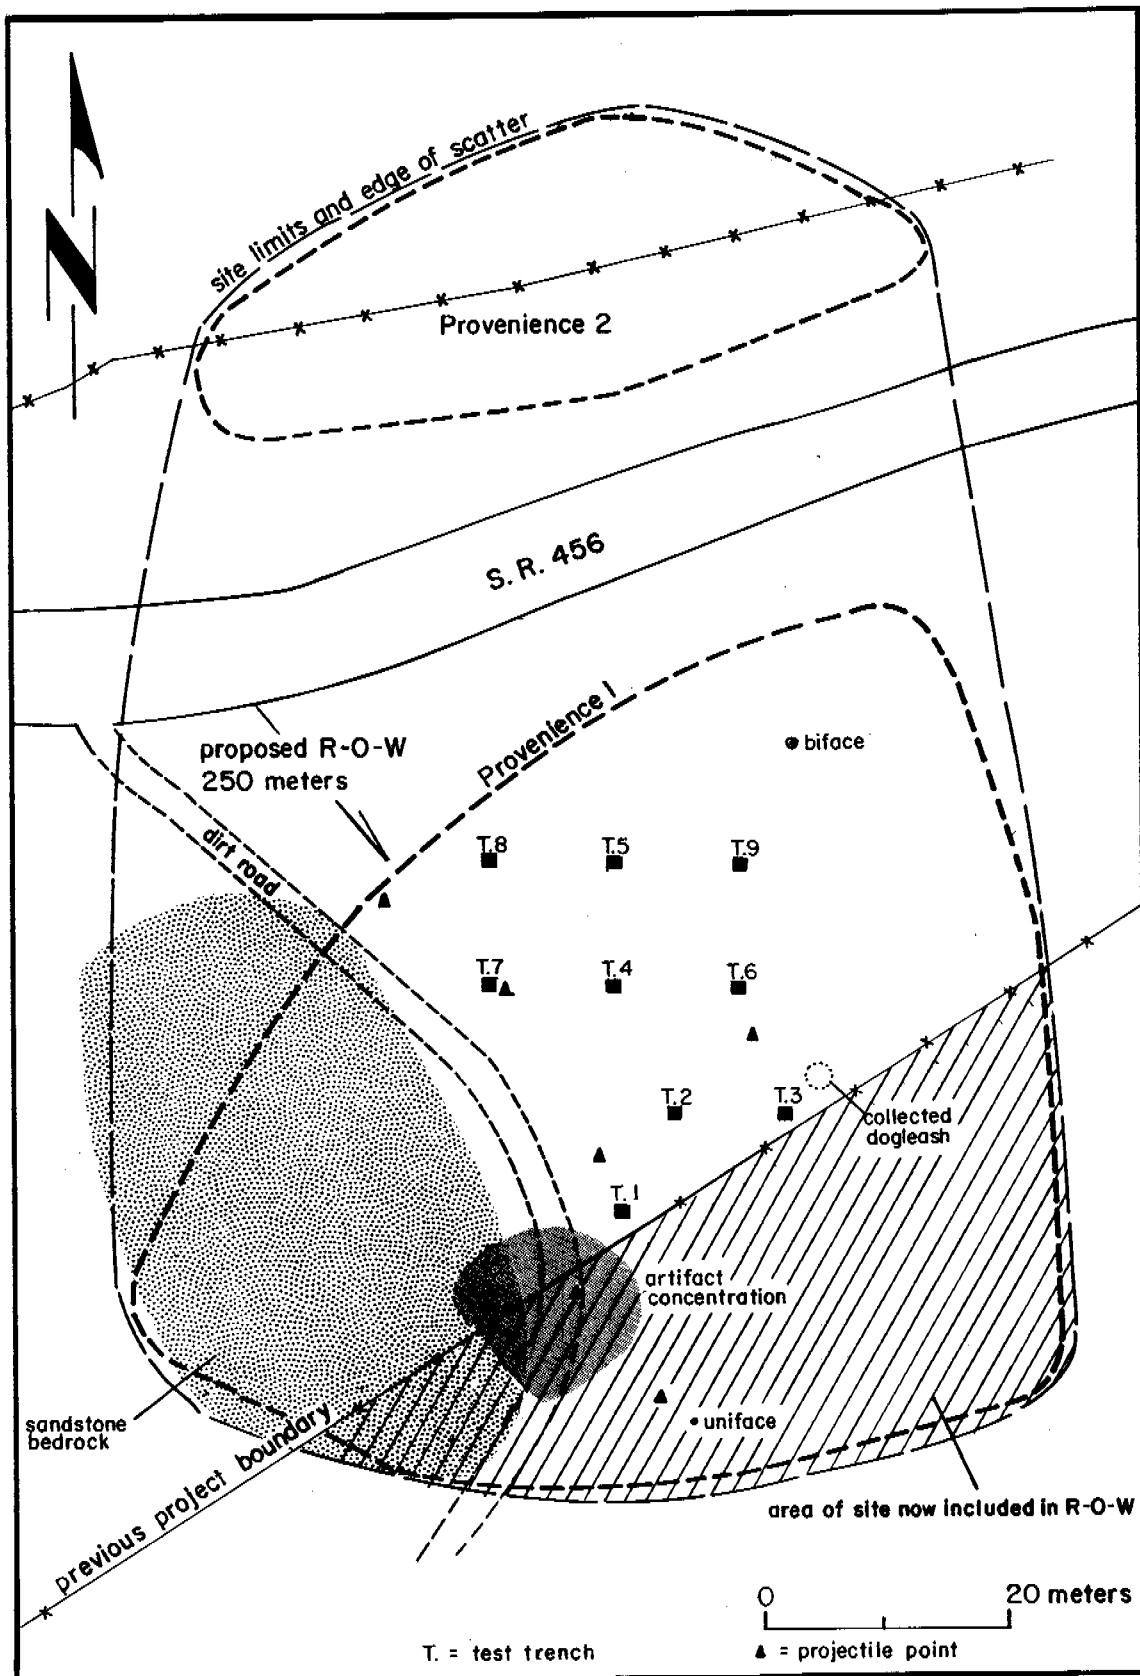 N
site limits and edge of scatter
Provenience 2
S. R. 456
Provenience 1
proposed R-O-W
250 meters
biface
dirt road
T.8
T.5
T.9
T.7
T.4
T.6
T.2
T.3
collected
dogleash
T.1
artifact
concentration
sandstone
bedrock
previous project boundary
uniface
area of site now included in R-O-W
0
20 meters
T. = test trench
▲ = projectile point